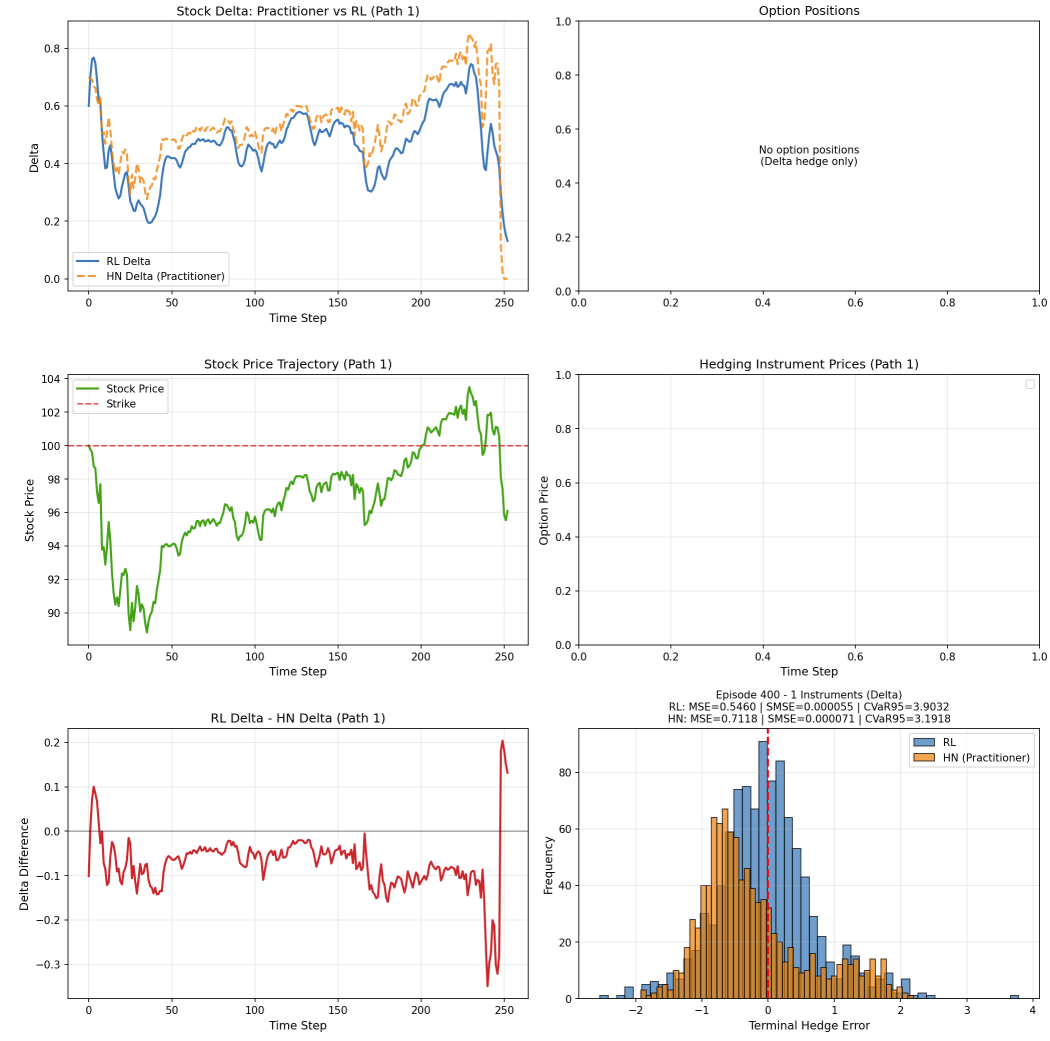 Stock Delta: Practitioner vs RL (Path 1)
0.8
0.6
0.4
0.2
0.0
Delta
RL Delta
HN Delta (Practitioner)
0 50 100 150 200 250
Time Step
Option Positions
1.0
0.8
0.6
0.4
0.2
0.0
No option positions
(Delta hedge only)
0.0 0.2 0.4 0.6 0.8 1.0
Stock Price Trajectory (Path 1)
104
102
100
98
96
94
92
90
Stock Price
Stock Price
Strike
0 50 100 150 200 250
Time Step
Hedging Instrument Prices (Path 1)
1.0
0.8
0.6
0.4
0.2
0.0
Option Price
0.0 0.2 0.4 0.6 0.8 1.0
Time Step
RL Delta - HN Delta (Path 1)
0.2
0.1
0.0
−0.1
−0.2
−0.3
Delta Difference
0 50 100 150 200 250
Time Step
Episode 400 - 1 Instruments (Delta)
RL: MSE=0.5460 | SMSE=0.000055 | CVaR95=3.9032
HN: MSE=0.7118 | SMSE=0.000071 | CVaR95=3.1918
80
60
40
20
0
Frequency
RL
HN (Practitioner)
−2 −1 0 1 2 3 4
Terminal Hedge Error